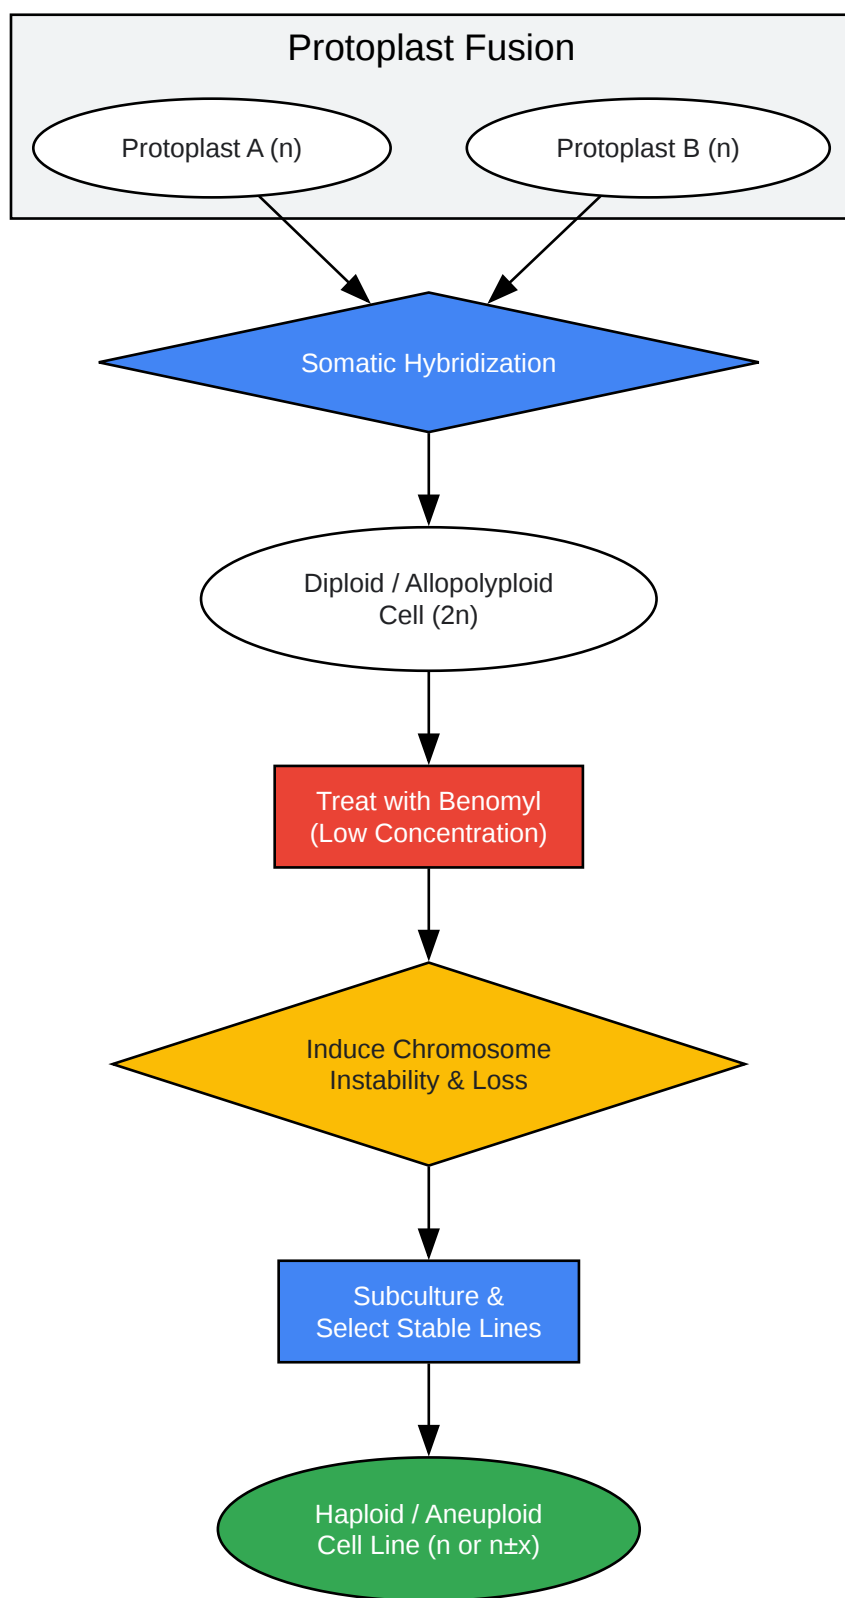 Protoplast Fusion
Protoplast A (n)
Protoplast B (n)
Somatic Hybridization
Diploid / Allopolyploid
Cell (2n)
Treat with Benomyl
(Low Concentration)
Induce Chromosome
Instability & Loss
Subculture &
Select Stable Lines
Haploid / Aneuploid
Cell Line (n or n±x)